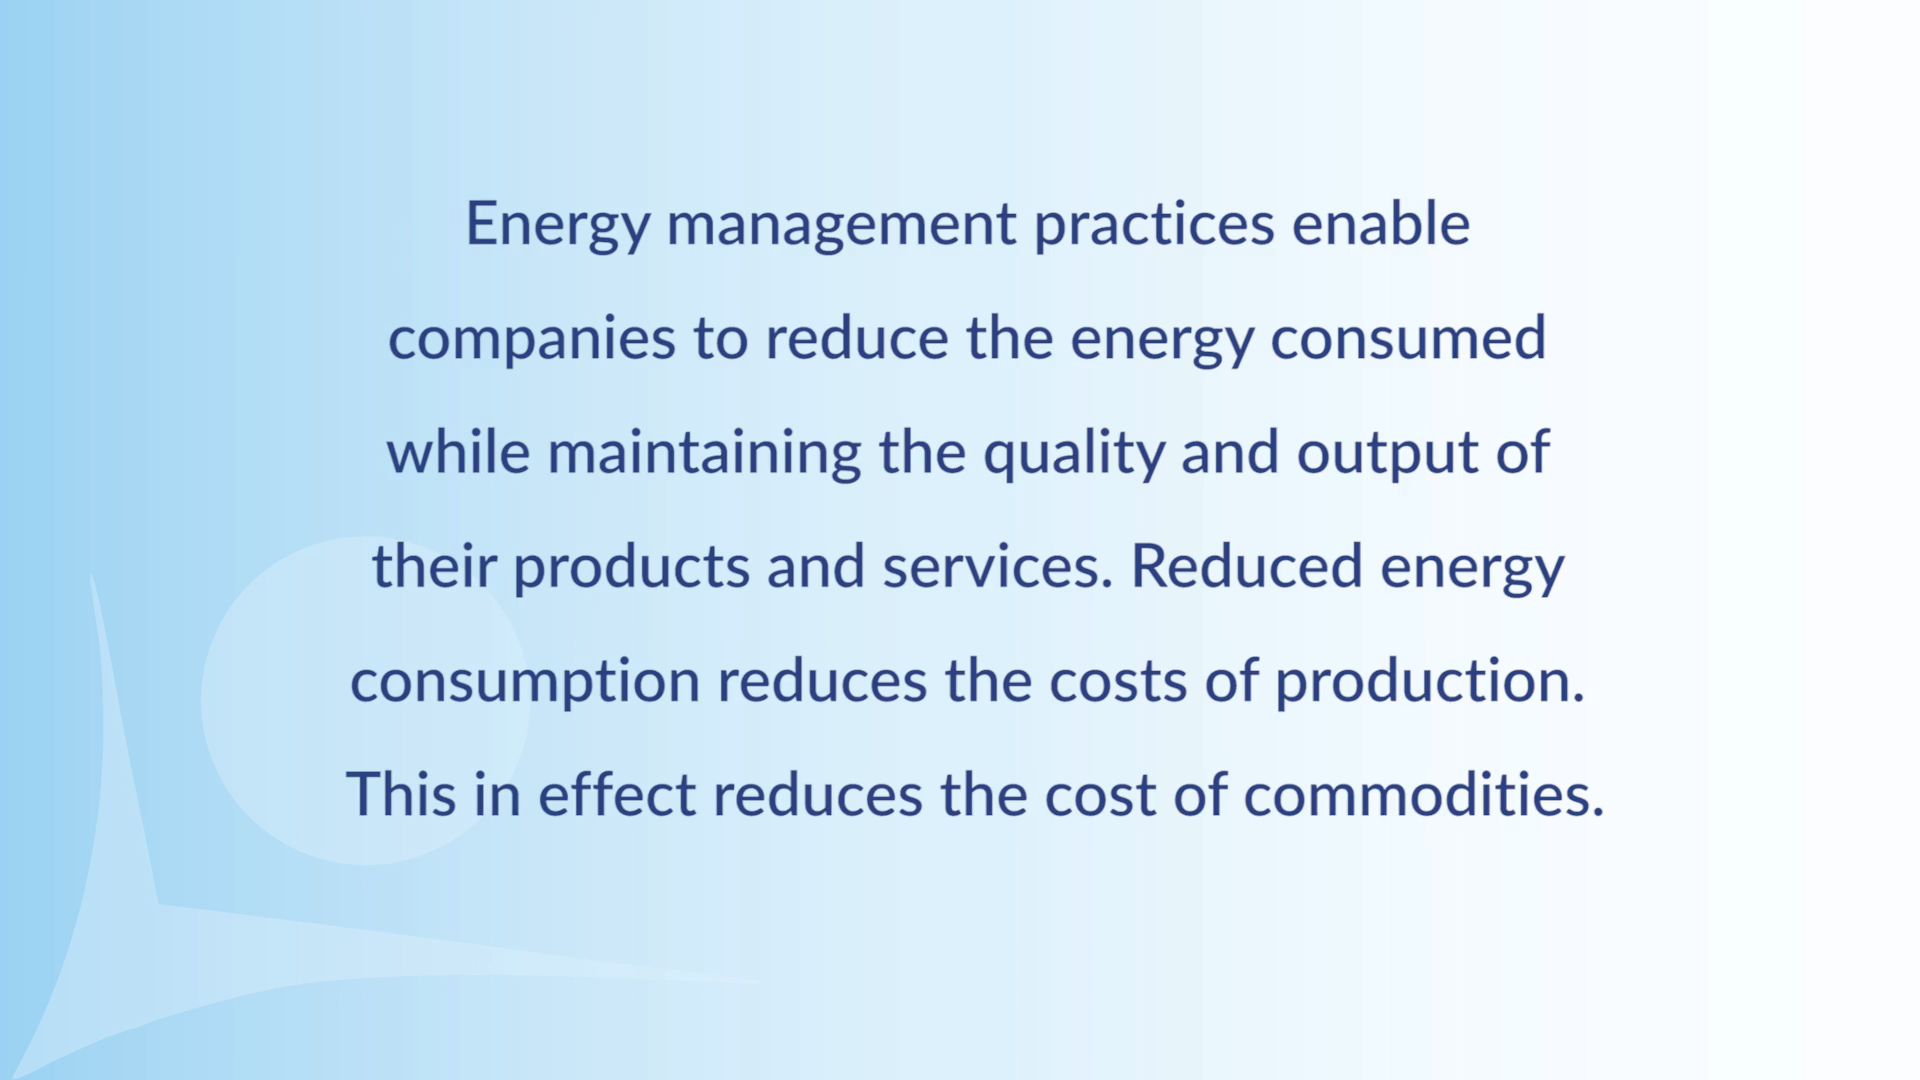 Energy management practices enable
companies to reduce the energy consumed
while maintaining the quality and output of
their products and services. Reduced energy
consumption reduces the costs of production.
This in effect reduces the cost of commodities.